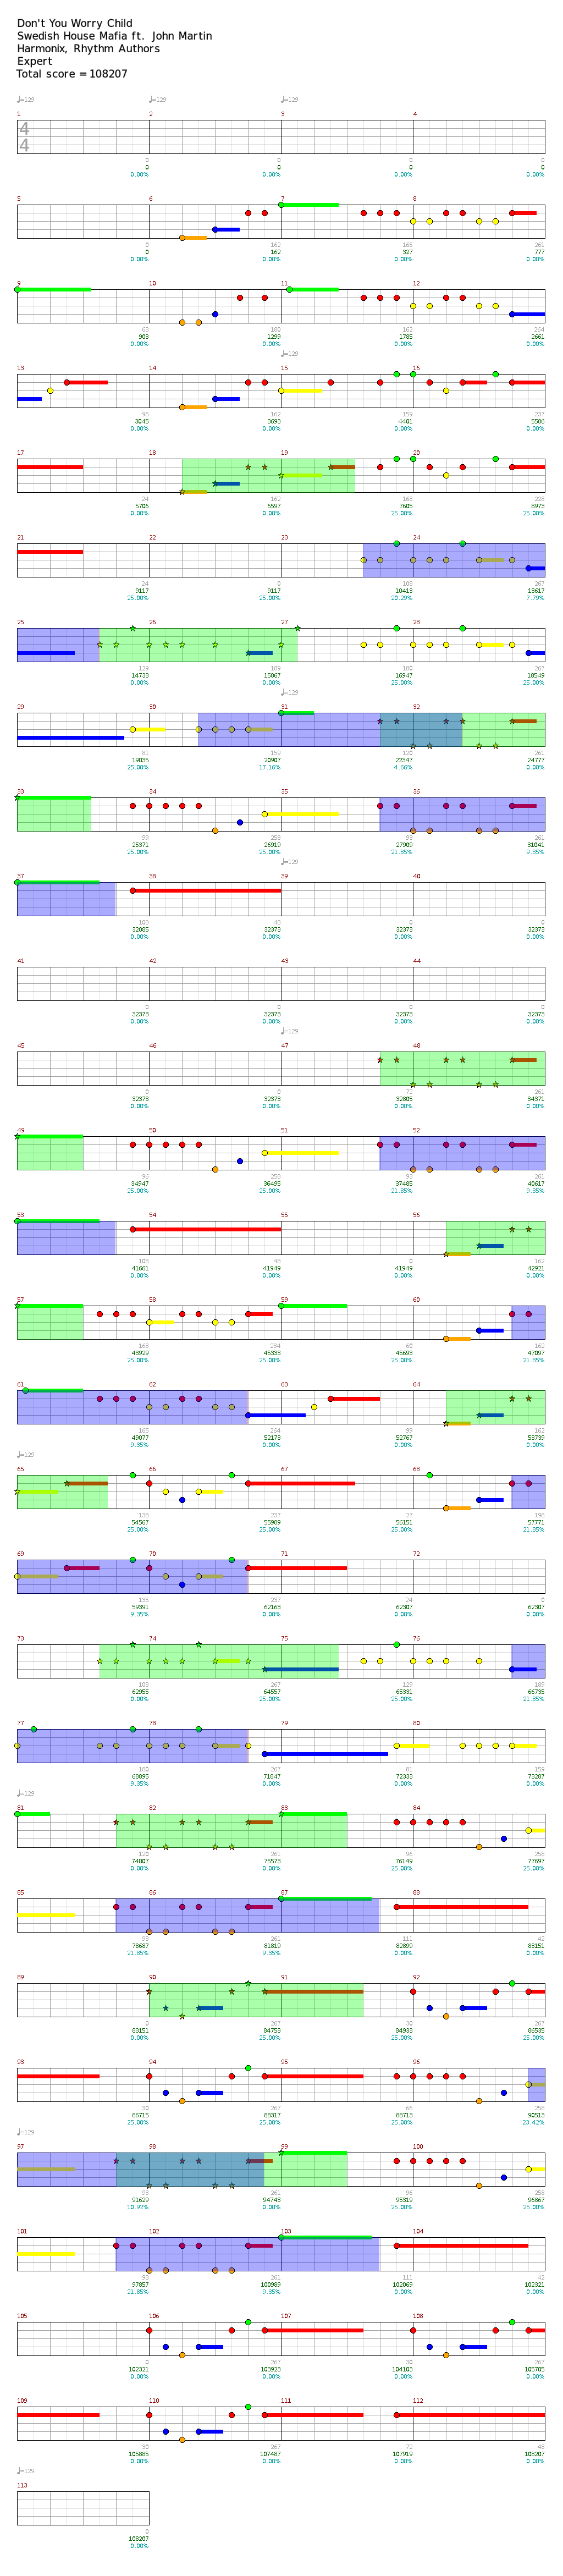 Don't You Worry Child
Swedish House Mafia ft. John Martin
Harmonix, Rhythm Authors
Expert
Total score = 108207
♩=129 ♩=129 ♩=129
1 2 3 4
4
4
0 0 0 0
0 0 0 0
0.00% 0.00% 0.00% 0.00%
5 6 7 8
0 162 165 261
0 162 327 777
0.00% 0.00% 0.00% 0.00%
9 10 11 12
63 180 162 264
903 1299 1785 2661
0.00% 0.00% 0.00% 0.00%
♩=129
13 14 15 16
96 162 159 237
3045 3693 4401 5586
0.00% 0.00% 0.00% 0.00%
17 18 19 20
24 162 168 228
5706 6597 7605 8973
0.00% 0.00% 25.00% 25.00%
21 22 23 24
24 0 108 267
9117 9117 10413 13617
25.00% 25.00% 20.29% 7.79%
25 26 27 28
129 189 180 267
14733 15867 16947 18549
0.00% 0.00% 25.00% 25.00%
♩=129
29 30 31 32
81 159 120 261
19035 20907 22347 24777
25.00% 17.16% 4.66% 0.00%
33 34 35 36
99 258 93 261
25371 26919 27909 31041
25.00% 25.00% 21.85% 9.35%
♩=129
37 38 39 40
108 48 0 0
32085 32373 32373 32373
0.00% 0.00% 0.00% 0.00%
41 42 43 44
0 0 0 0
32373 32373 32373 32373
0.00% 0.00% 0.00% 0.00%
♩=129
45 46 47 48
0 0 72 261
32373 32373 32805 34371
0.00% 0.00% 0.00% 0.00%
49 50 51 52
96 258 93 261
34947 36495 37485 40617
25.00% 25.00% 21.85% 9.35%
53 54 55 56
108 48 0 162
41661 41949 41949 42921
0.00% 0.00% 0.00% 0.00%
57 58 59 60
168 234 60 162
43929 45333 45693 47097
25.00% 25.00% 25.00% 21.85%
61 62 63 64
165 264 99 162
49077 52173 52767 53739
9.35% 0.00% 0.00% 0.00%
♩=129
65 66 67 68
138 237 27 198
54567 55989 56151 57771
25.00% 25.00% 25.00% 21.85%
69 70 71 72
135 237 24 0
59391 62163 62307 62307
9.35% 0.00% 0.00% 0.00%
73 74 75 76
108 267 129 189
62955 64557 65331 66735
0.00% 25.00% 25.00% 21.85%
77 78 79 80
180 267 81 159
68895 71847 72333 73287
9.35% 0.00% 0.00% 0.00%
♩=129
81 82 83 84
120 261 96 258
74007 75573 76149 77697
0.00% 0.00% 25.00% 25.00%
85 86 87 88
93 261 111 42
78687 81819 82899 83151
21.85% 9.35% 0.00% 0.00%
89 90 91 92
0 267 30 267
83151 84753 84933 86535
0.00% 25.00% 25.00% 25.00%
93 94 95 96
30 267 66 258
86715 88317 88713 90513
25.00% 25.00% 25.00% 23.42%
♩=129
97 98 99 100
93 261 96 258
91629 94743 95319 96867
10.92% 0.00% 25.00% 25.00%
101 102 103 104
93 261 111 42
97857 100989 102069 102321
21.85% 9.35% 0.00% 0.00%
105 106 107 108
0 267 30 267
102321 103923 104103 105705
0.00% 0.00% 0.00% 0.00%
109 110 111 112
30 267 72 48
105885 107487 107919 108207
0.00% 0.00% 0.00% 0.00%
♩=129
113
0
108207
0.00%